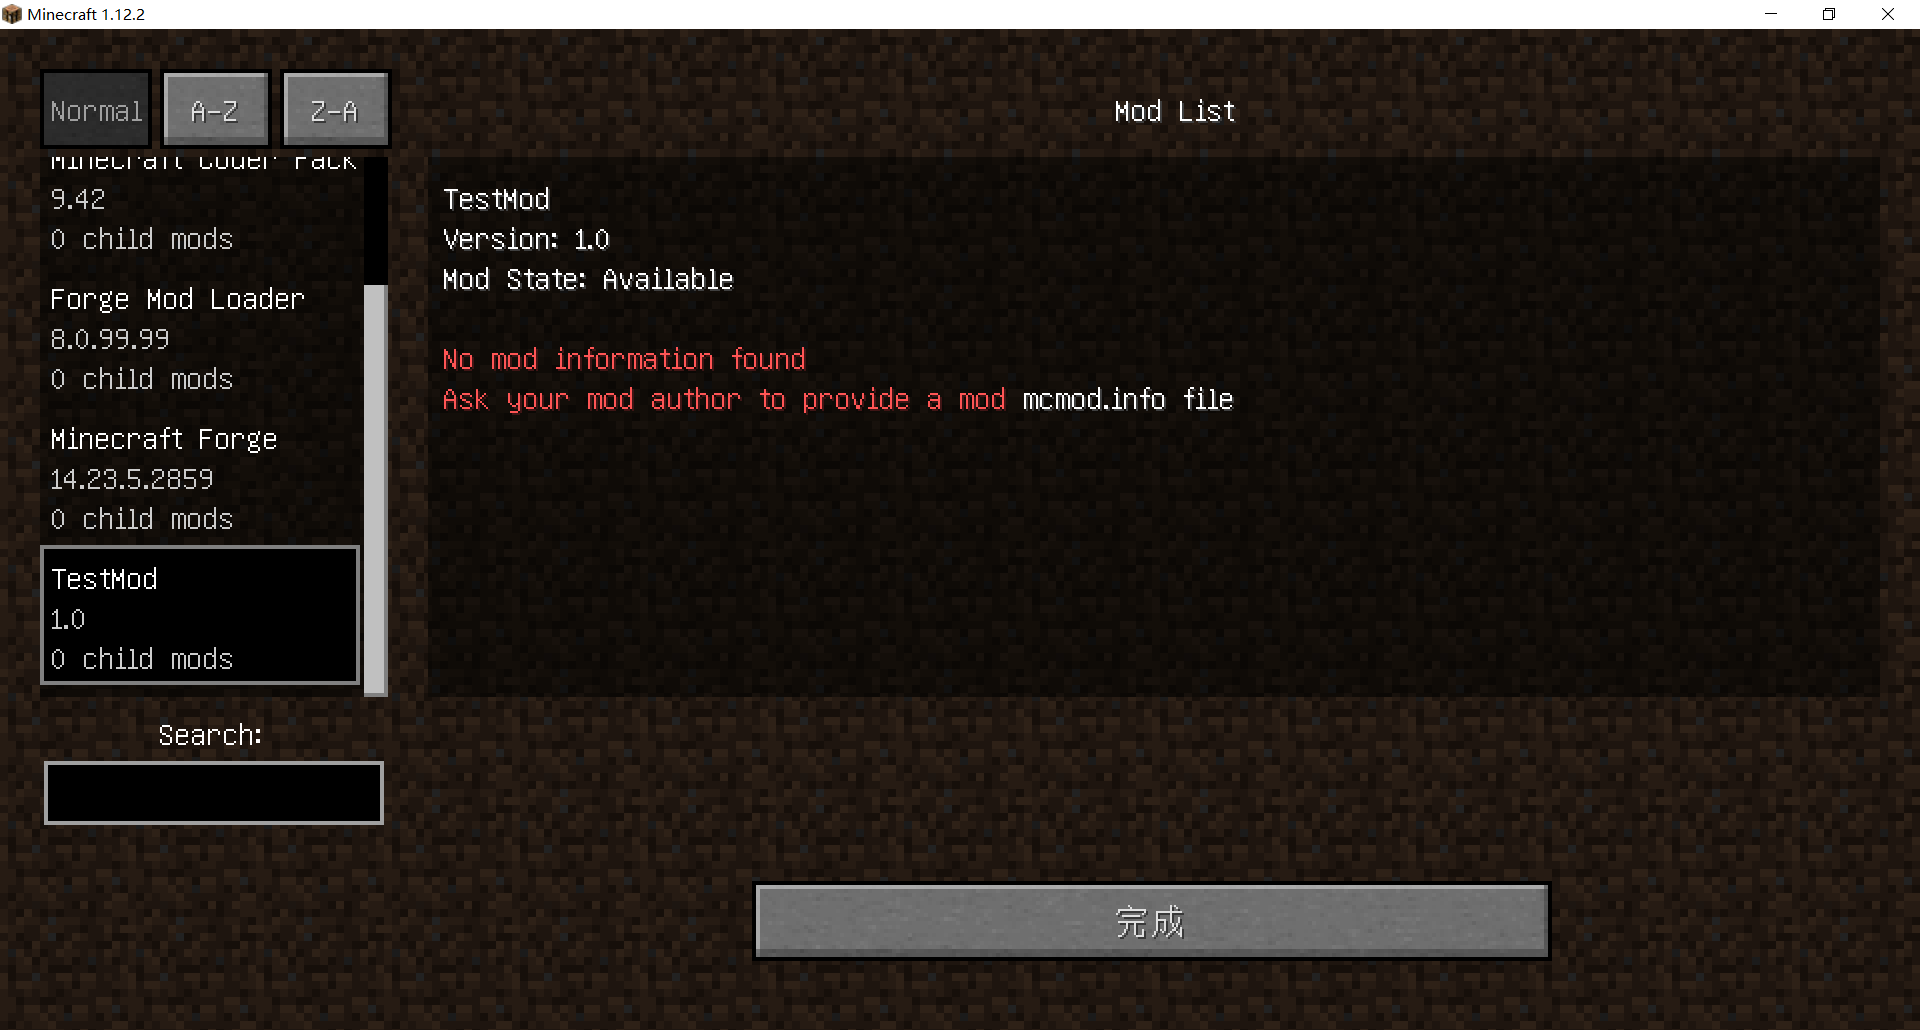 Minecraft 1.12.2
Normal
A-Z
Z-A
Mod List
Minecraft Coder Pack
9.42
0 child mods
Forge Mod Loader
8.0.99.99
0 child mods
Minecraft Forge
14.23.5.2859
0 child mods
TestMod
1.0
0 child mods
Search:
TestMod
Version: 1.0
Mod State: Available
No mod information found
Ask your mod author to provide a mod mcmod.info file
完成